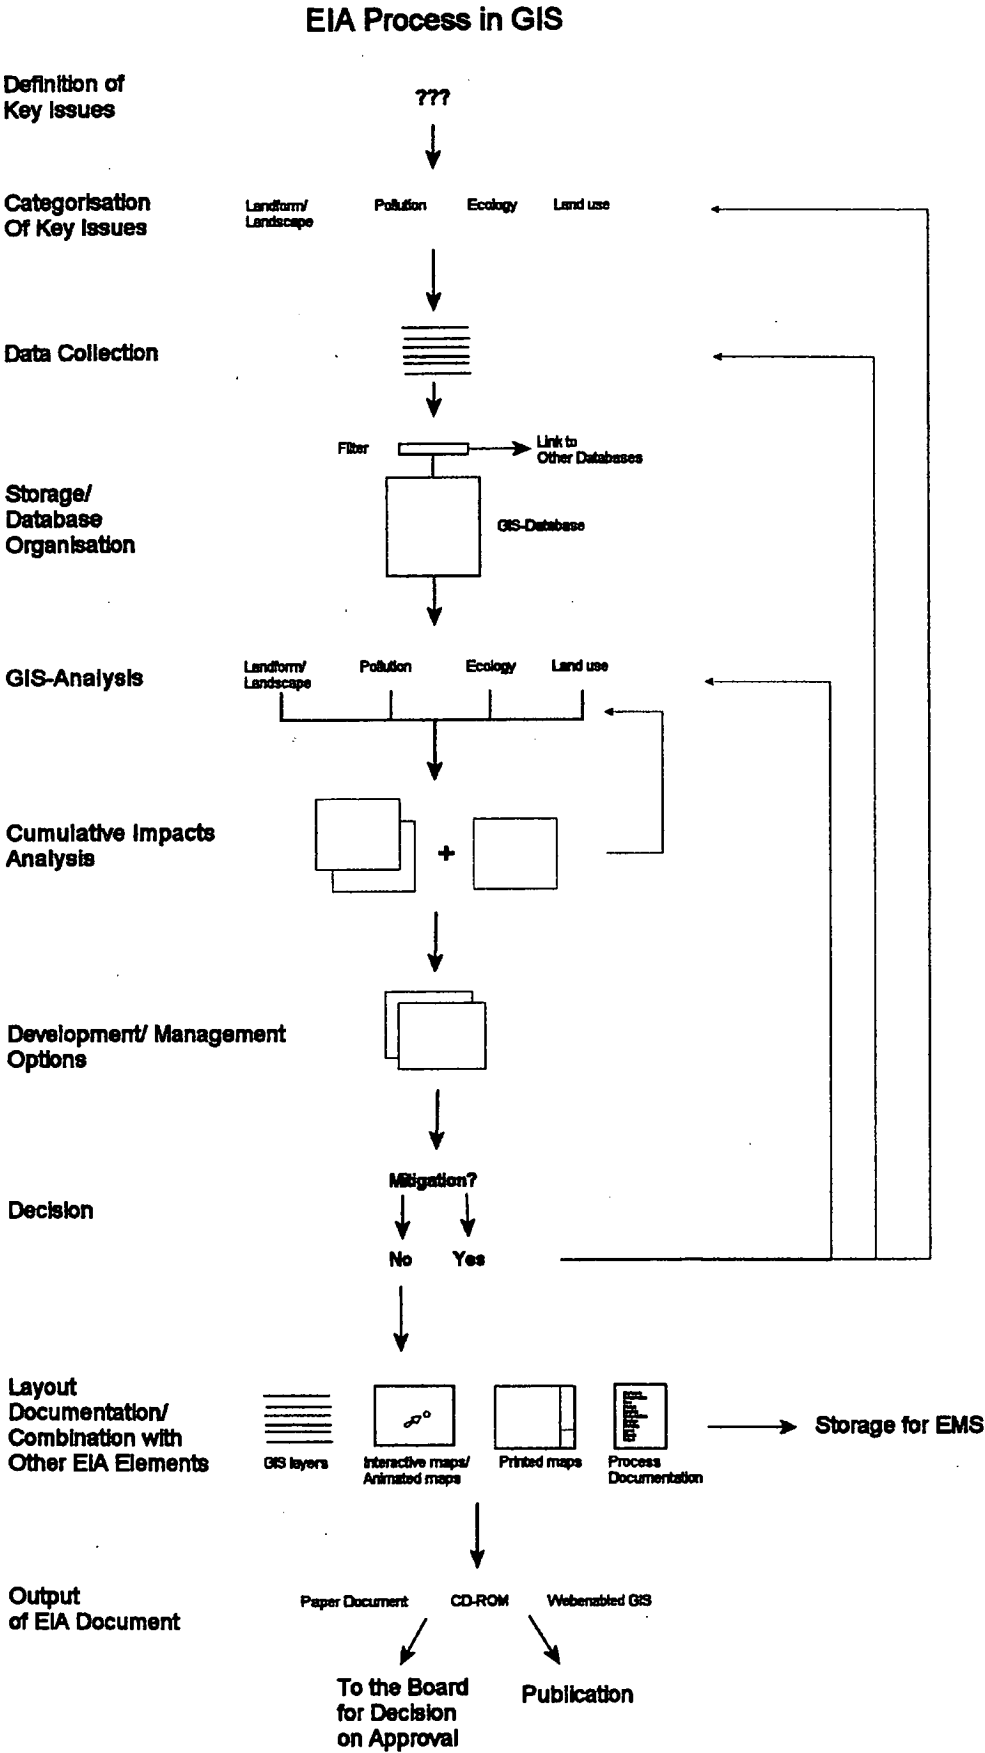 EIA Process in GIS
Definition of
Key Issues
???
Categorisation
Of Key Issues
Landform/
Landscape
Pollution
Ecology
Land use
Data Collection
Filter
Link to
Other Databases
Storage/
Database
Organisation
GIS-Database
GIS-Analysis
Landform/
Landscape
Pollution
Ecology
Land use
Cumulative Impacts
Analysis
+
Development/ Management
Options
Mitigation?
Decision
No
Yes
Layout
Documentation/
Combination with
Other EIA Elements
GIS layers
Interactive maps/
Animated maps
Printed maps
Process
Documentation
Storage for EMS
Output
of EIA Document
Paper Document
CD-ROM
Webenabled GIS
To the Board
for Decision
on Approval
Publication